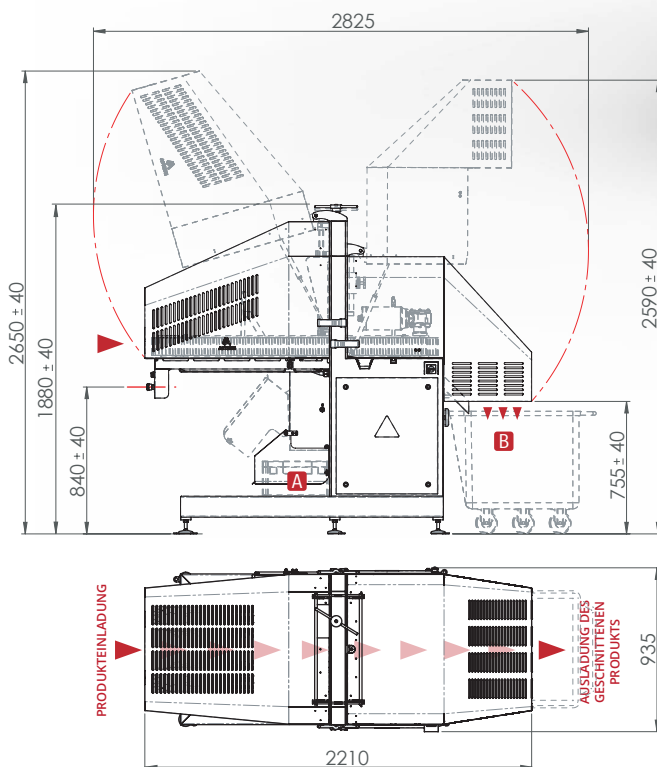 2825
2650 ± 40
1880 ± 40
840 ± 40
2590 ± 40
755 ± 40
A
B
PRODUKTEINLADUNG
AUSLADUNG DES
GESCHNITTENEN
PRODUKTS
935
2210